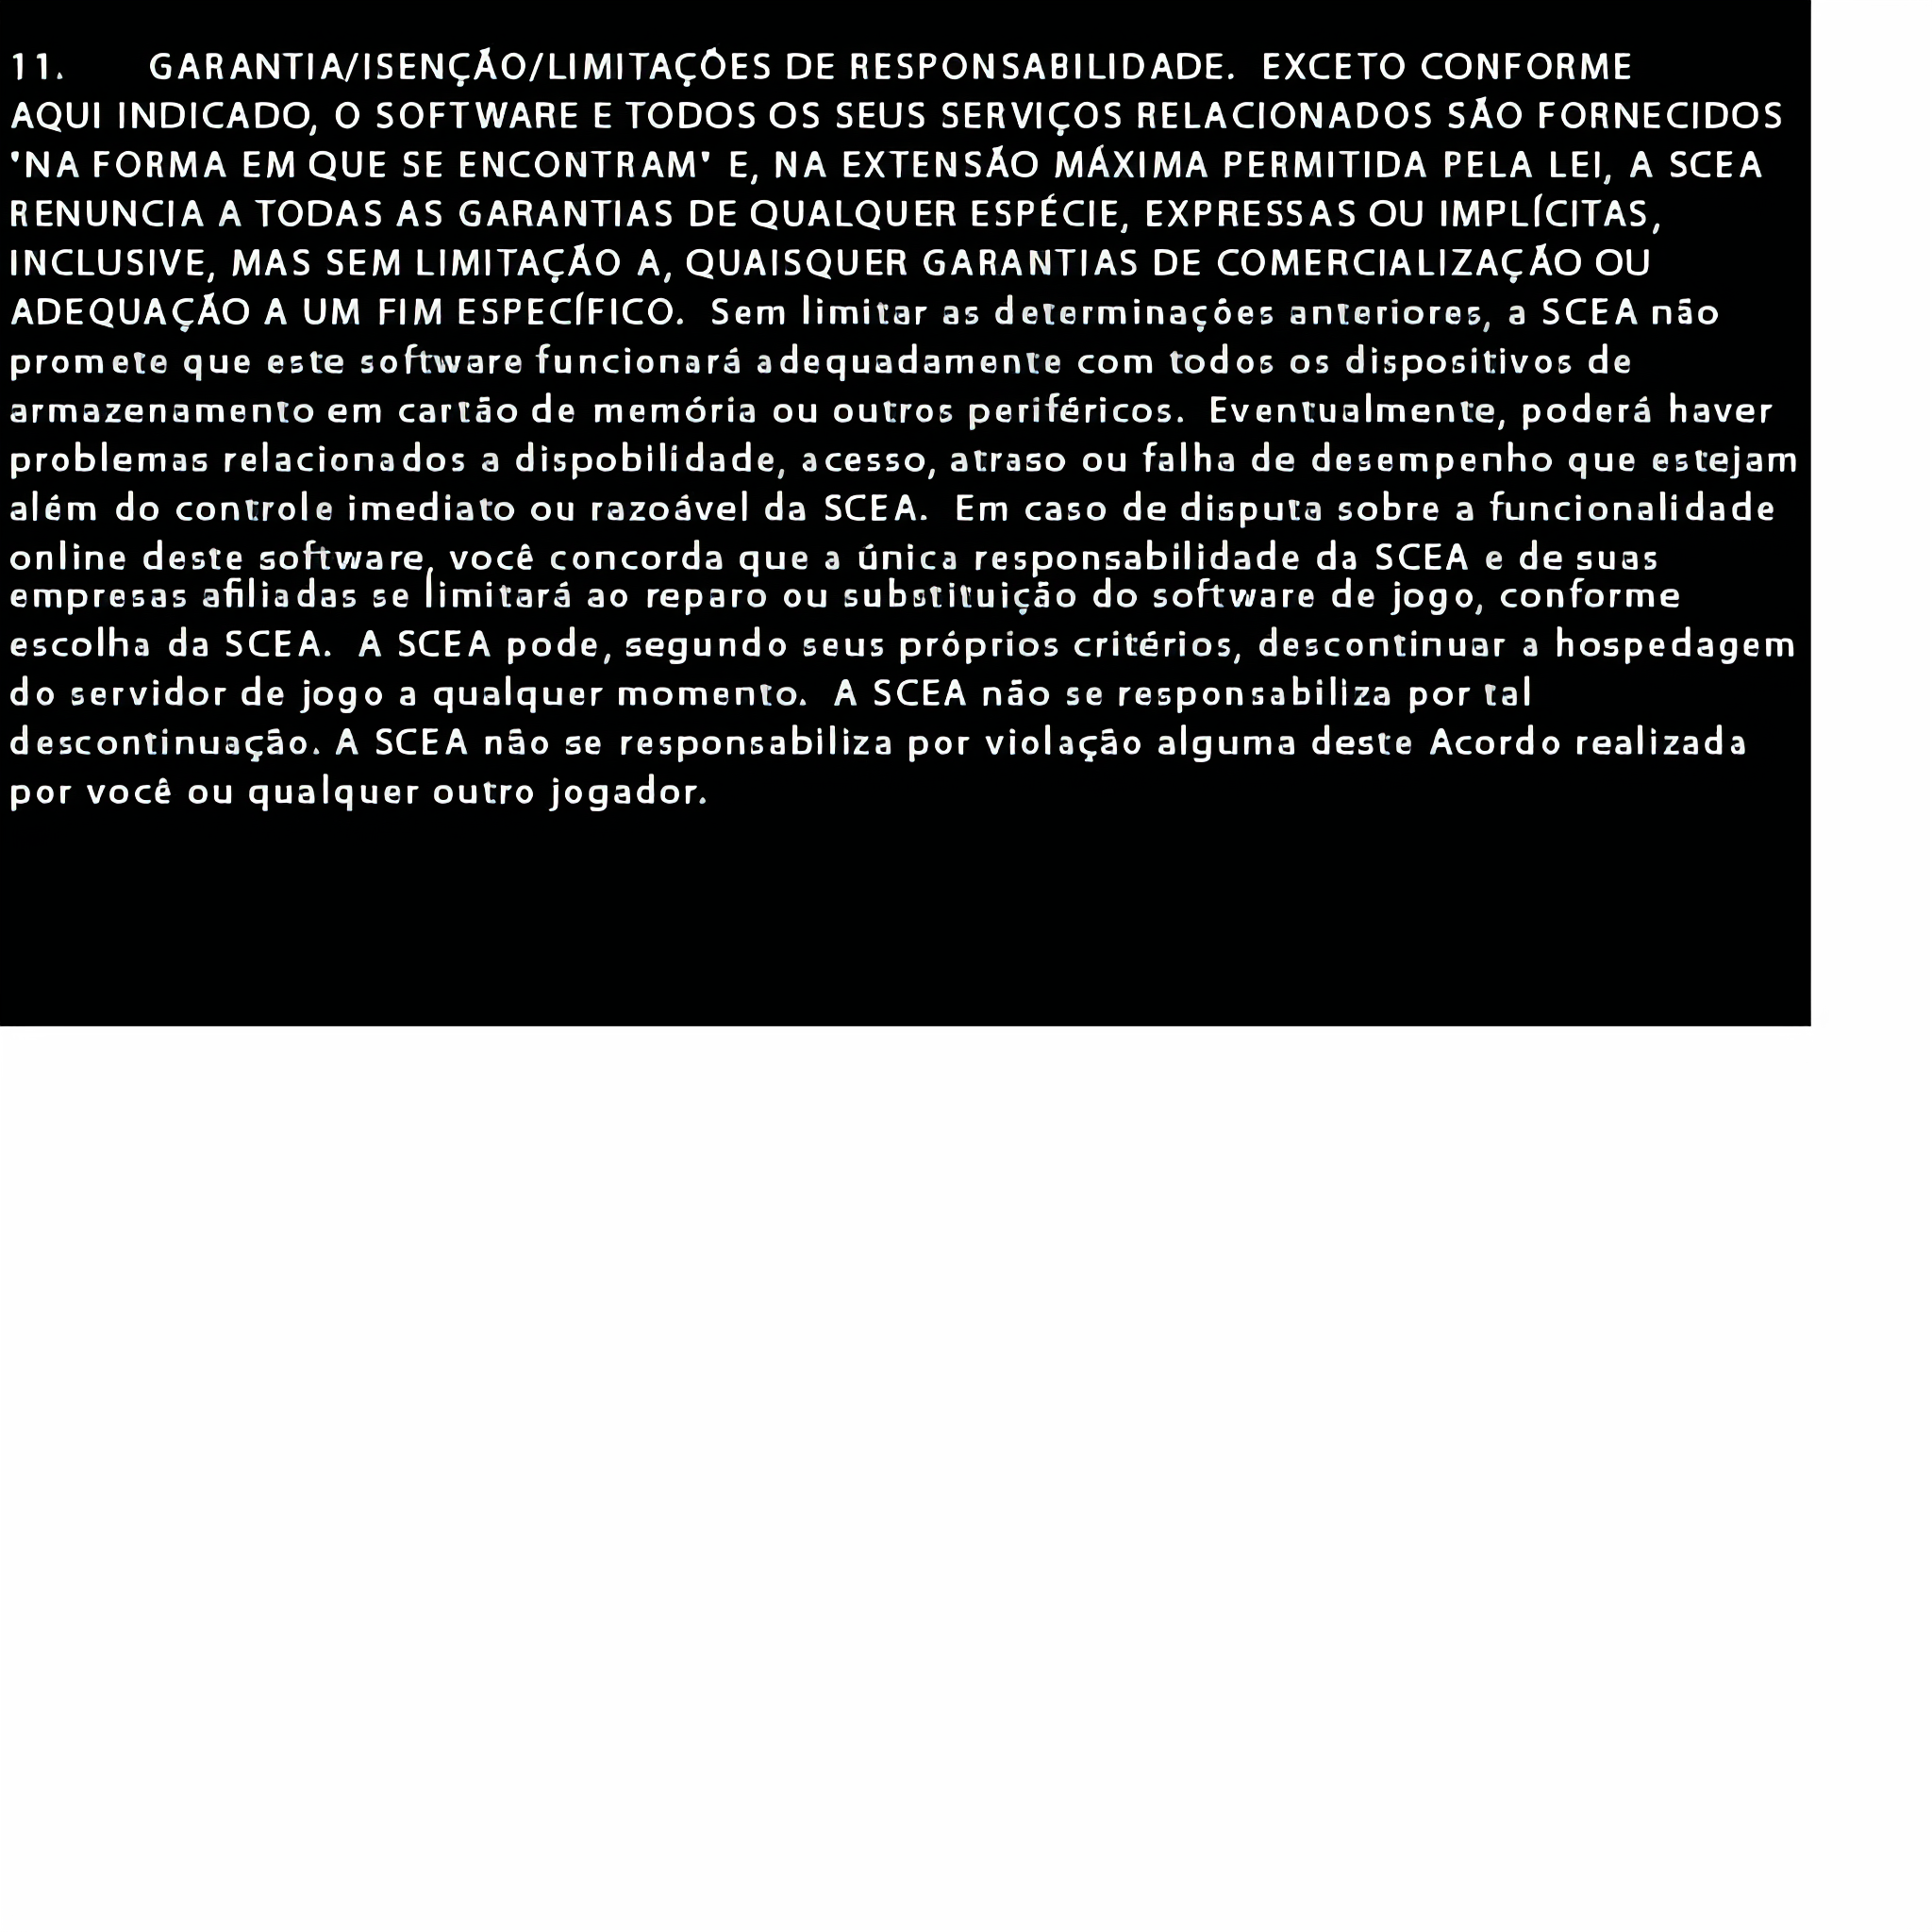 11. GARANTIA/ISENÇÃO/LIMITAÇÕES DE RESPONSABILIDADE. EXCETO CONFORME
AQUI INDICADO, O SOFTWARE E TODOS OS SEUS SERVIÇOS RELACIONADOS SÃO FORNECIDOS
'NA FORMA EM QUE SE ENCONTRAM' E, NA EXTENSÃO MÁXIMA PERMITIDA PELA LEI, A SCEA
RENUNCIA A TODAS AS GARANTIAS DE QUALQUER ESPÉCIE, EXPRESSAS OU IMPLÍCITAS,
INCLUSIVE, MAS SEM LIMITAÇÃO A, QUAISQUER GARANTIAS DE COMERCIALIZAÇÃO OU
ADEQUAÇÃO A UM FIM ESPECÍFICO. Sem limitar as determinações anteriores, a SCEA não
promete que este software funcionará adequadamente com todos os dispositivos de
armazenamento em cartão de memória ou outros periféricos. Eventualmente, poderá haver
problemas relacionados a dispobilidade, acesso, atraso ou falha de desempenho que estejam
além do controle imediato ou razoável da SCEA. Em caso de disputa sobre a funcionalidade
online deste software, você concorda que a única responsabilidade da SCEA e de suas
empresas afiliadas se limitará ao reparo ou substituição do software de jogo, conforme
escolha da SCEA. A SCEA pode, segundo seus próprios critérios, descontinuar a hospedagem
do servidor de jogo a qualquer momento. A SCEA não se responsabiliza por tal
descontinuação. A SCEA não se responsabiliza por violação alguma deste Acordo realizada
por você ou qualquer outro jogador.